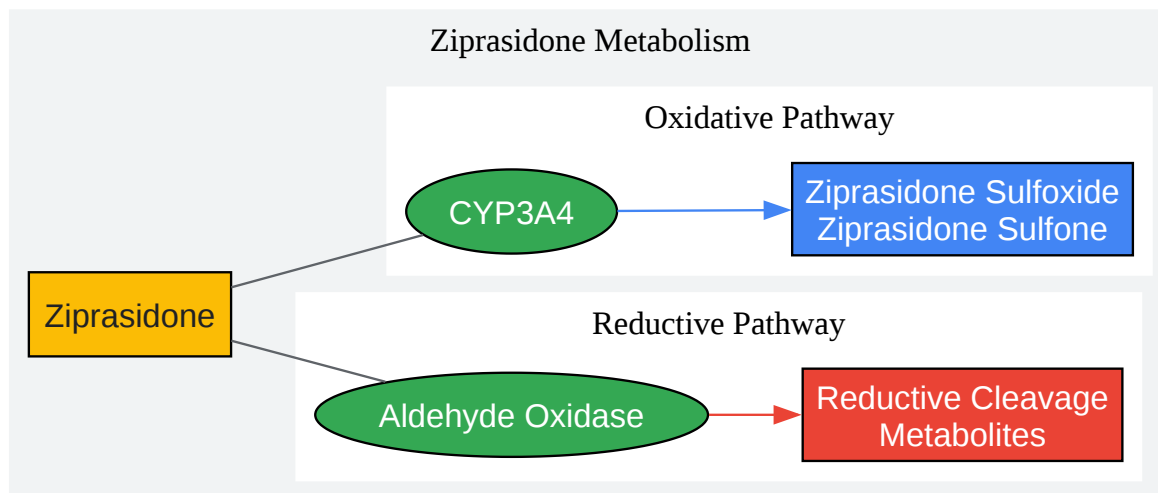 Ziprasidone Metabolism
Oxidative Pathway
CYP3A4
Ziprasidone Sulfoxide
Ziprasidone Sulfone
Ziprasidone
Reductive Pathway
Aldehyde Oxidase
Reductive Cleavage
Metabolites